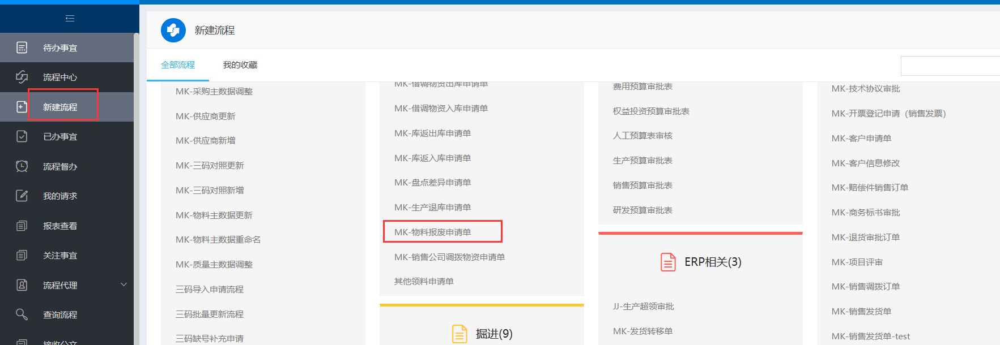 待办事宜
流程中心
新建流程
已办事宜
流程督办
我的请求
报表查看
关注事宜
流程代理
查询流程
接收公文
新建流程
全部流程
我的收藏
MK-采购主数据调整
MK-供应商更新
MK-供应商新增
MK-三码对照更新
MK-三码对照新增
MK-物料主数据更新
MK-物料主数据重命名
MK-质量主数据调整
三码导入申请流程
三码批量更新流程
三码缺号补充申请
MK-借调物资出库申请单
MK-借调物资入库申请单
MK-库返出库申请单
MK-库返入库申请单
MK-盘点差异申请单
MK-生产退库申请单
MK-物料报废申请单
MK-销售公司调拨物资申请单
其他领料申请单
掘进(9)
费用预算审批表
权益投资预算审批表
人工预算表审核
生产预算审批表
销售预算审批表
研发预算审批表
ERP相关(3)
JJ-生产超领审批
MK-发货转移单
MK-技术协议审批
MK-开票登记申请（销售发票）
MK-客户申请单
MK-客户信息修改
MK-赔偿件销售订单
MK-商务标书审批
MK-退货审批订单
MK-项目评审
MK-销售调拨订单
MK-销售发货单
MK-销售发货单-test